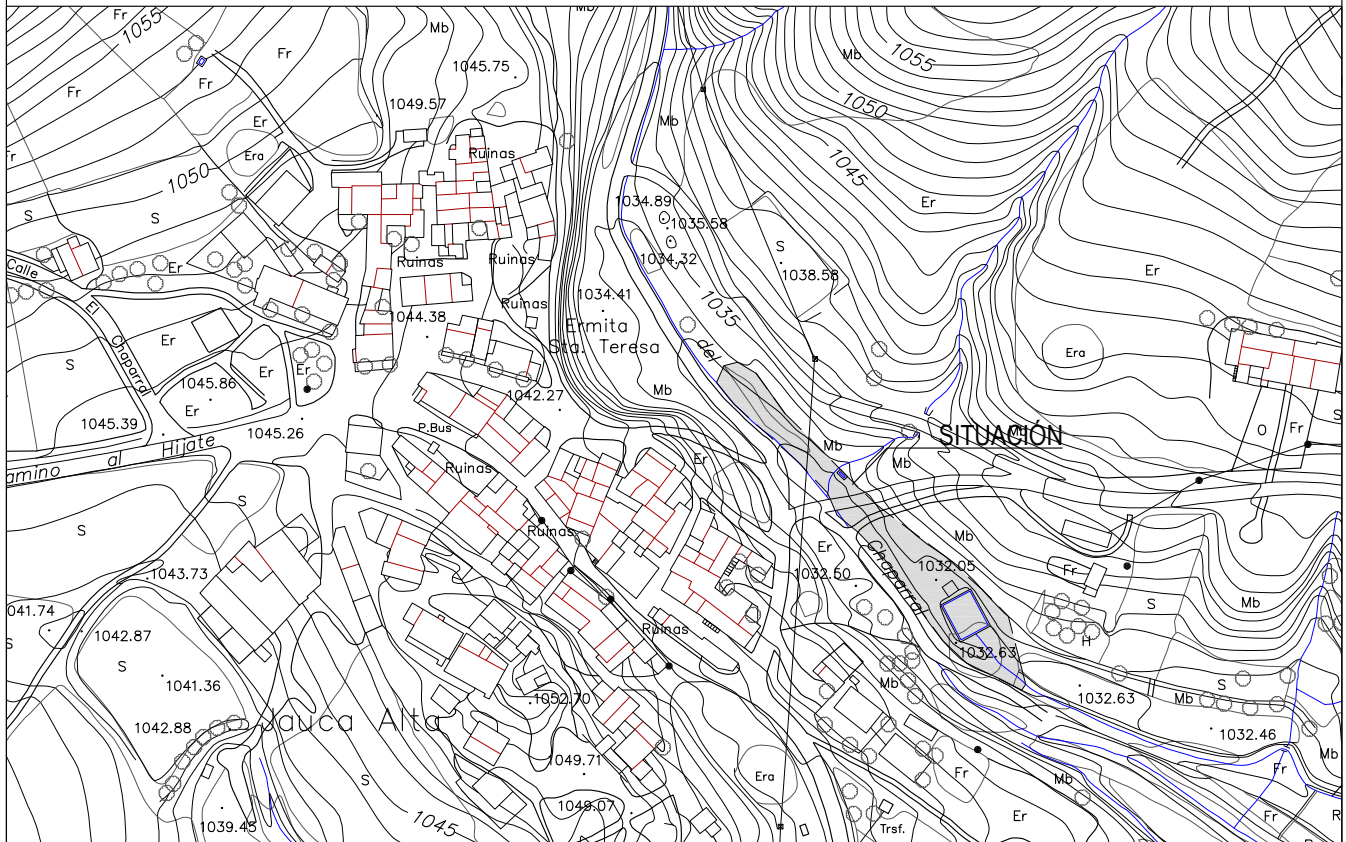 Fr
1055
Mb
Mb
1055
Mb
1045.75
Fr
Fr
1049.57
1050
Er
Mb
Fr
Era
Ruinas
1045
1050
1034.89
Er
S
S
1035.58
S
Ruinas
Ruinas
1034.32
1038.58
Calle
Er
Er
1034.41
El
Ruinas
1035
1044.38
Ermita
Sta. Teresa
Chaparral
Er
del
Era
S
Er
Er
1045.86
Mb
1042.27
Er
1045.39
1045.26
P.Bus
S
Fr
O
Camino al Hijate
SITUACIÓN
Mb
Mb
Ruinas
Er
S
S
Ruinas
Mb
Er
Chaparral
1043.73
1032.50
1032.05
Fr
S
Mb
1041.74
1042.87
Ruinas
H
S
S
1032.63
1041.36
Mb
1032.63
Mb
S
1052.70
1042.88
Jauca Alta
1032.46
Mb
1049.71
S
Era
Fr
Mb
Fr
1049.07
1039.45
1045
Trsf.
Er
Fr
R